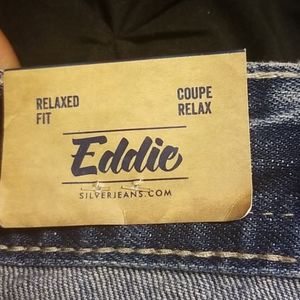 RELAXED
FIT
COUPE
RELAX
Eddie
SILVERJEANS.COM